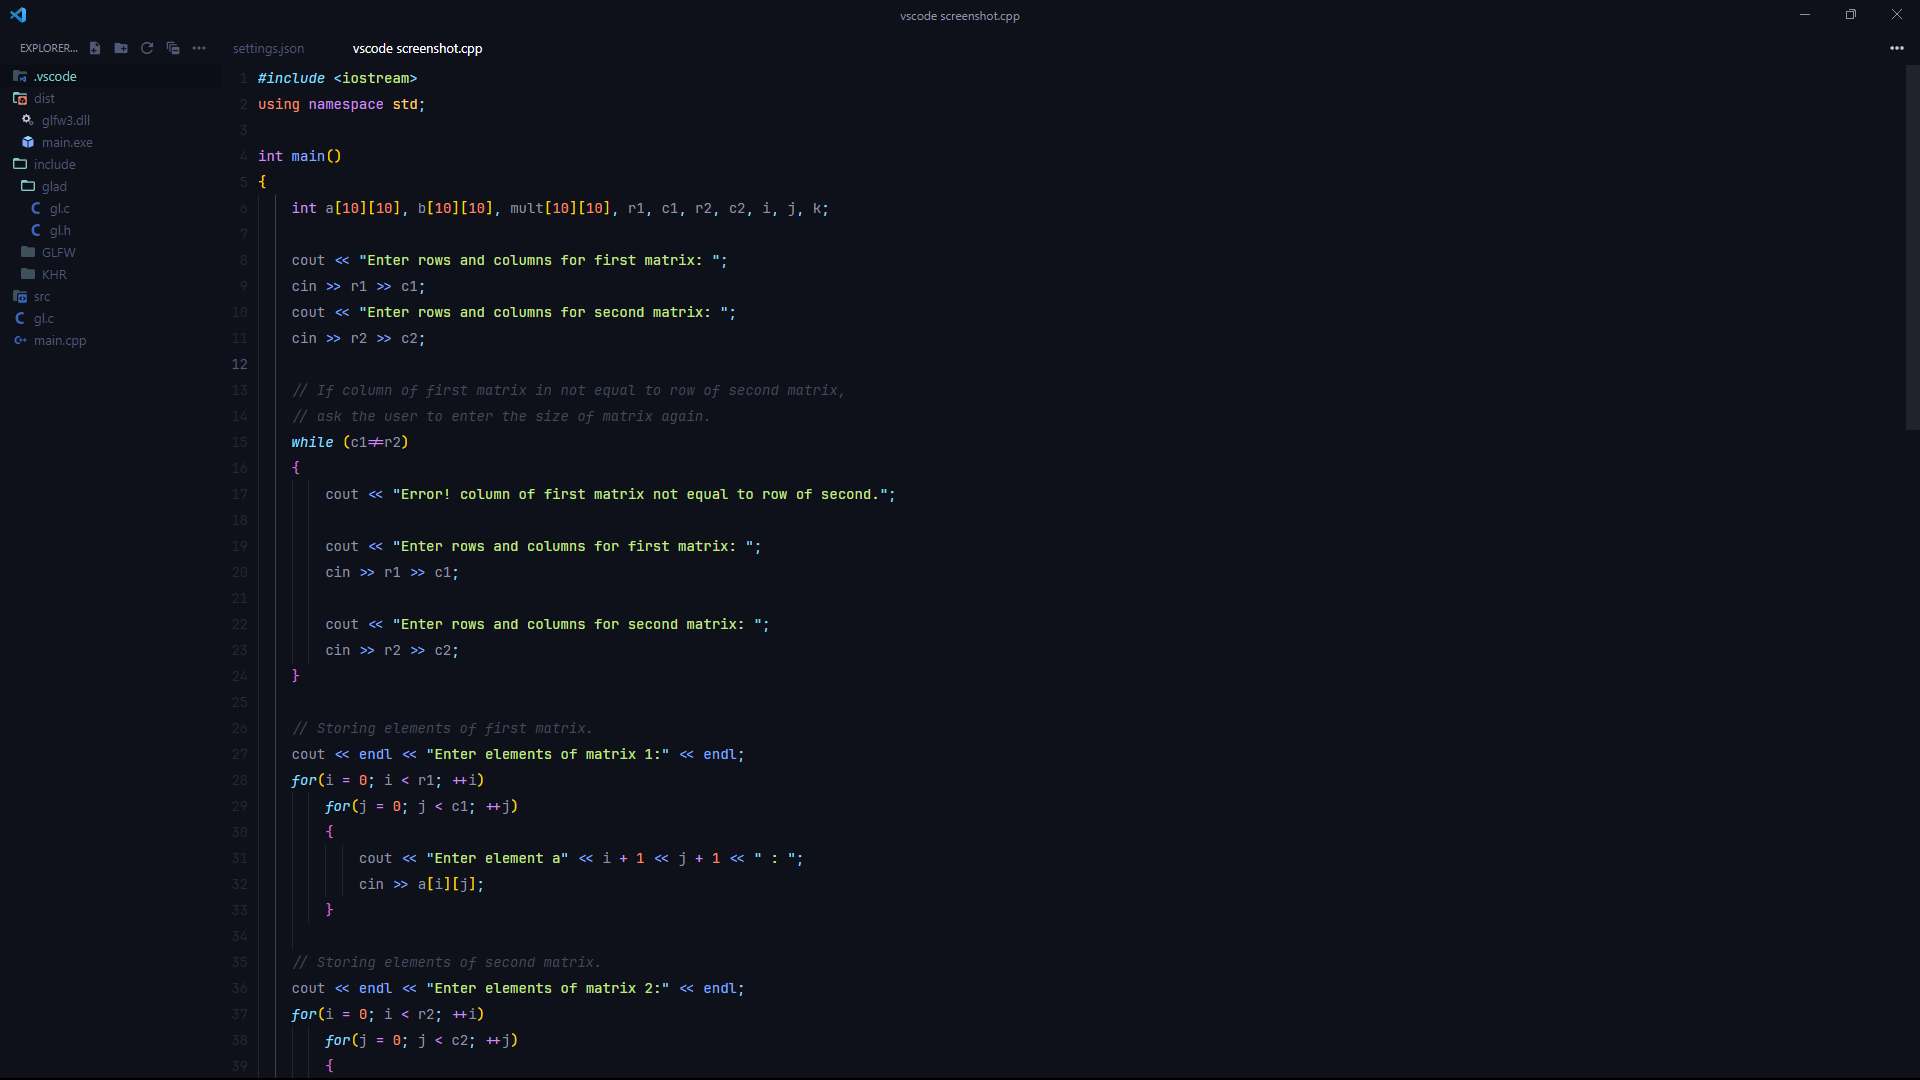 vscode screenshot.cpp
EXPLORER...
settings.json
vscode screenshot.cpp
.vscode
dist
glfw3.dll
main.exe
include
glad
gl.c
gl.h
GLFW
KHR
src
gl.c
main.cpp
1 #include <iostream>
2 using namespace std;
3
4 int main()
5 {
6 int a[10][10], b[10][10], mult[10][10], r1, c1, r2, c2, i, j, k;
7
8 cout << "Enter rows and columns for first matrix: ";
9 cin >> r1 >> c1;
10 cout << "Enter rows and columns for second matrix: ";
11 cin >> r2 >> c2;
12
13 // If column of first matrix in not equal to row of second matrix,
14 // ask the user to enter the size of matrix again.
15 while (c1!=r2)
16 {
17 cout << "Error! column of first matrix not equal to row of second.";
18
19 cout << "Enter rows and columns for first matrix: ";
20 cin >> r1 >> c1;
21
22 cout << "Enter rows and columns for second matrix: ";
23 cin >> r2 >> c2;
24 }
25
26 // Storing elements of first matrix.
27 cout << endl << "Enter elements of matrix 1:" << endl;
28 for(i = 0; i < r1; ++i)
29 for(j = 0; j < c1; ++j)
30 {
31 cout << "Enter element a" << i + 1 << j + 1 << " : ";
32 cin >> a[i][j];
33 }
34
35 // Storing elements of second matrix.
36 cout << endl << "Enter elements of matrix 2:" << endl;
37 for(i = 0; i < r2; ++i)
38 for(j = 0; j < c2; ++j)
39 {